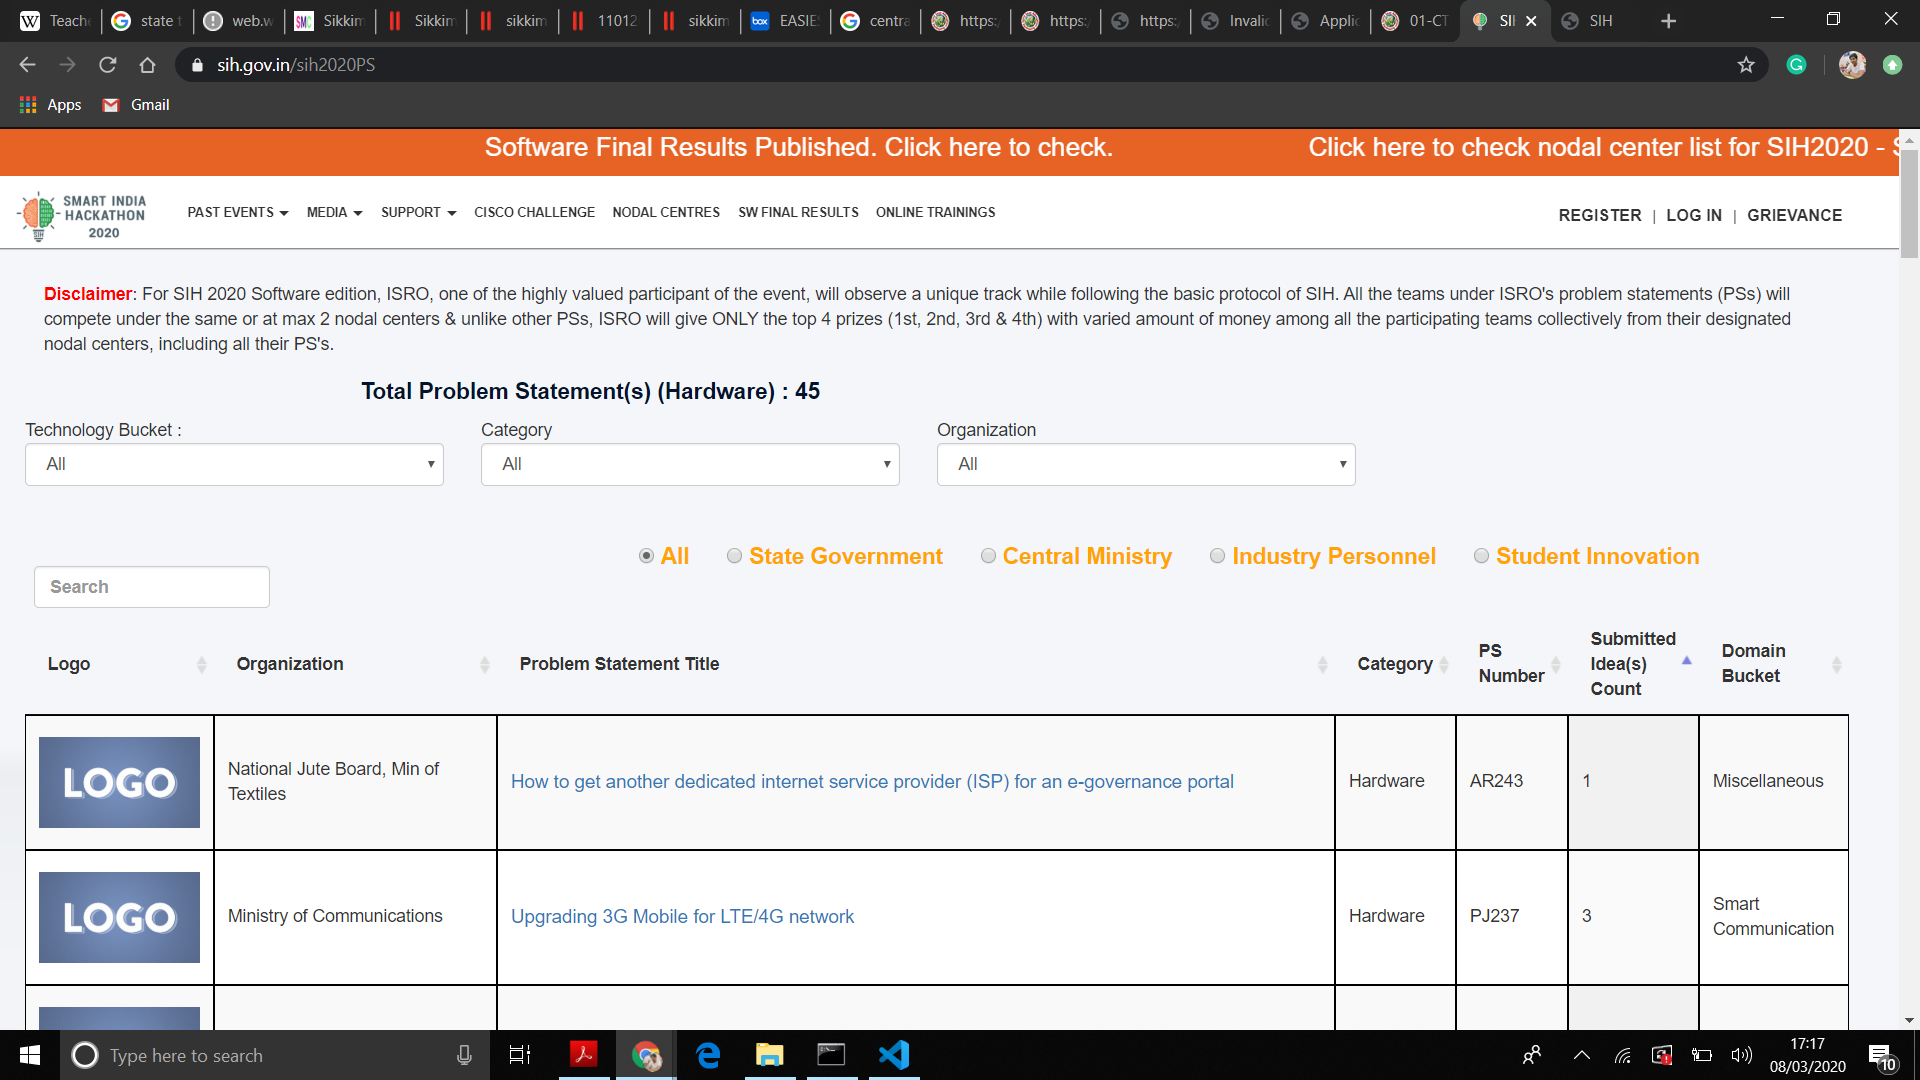 Teache
state t
web.w
Sikkim
Sikkim
sikkim
11012
sikkim
EASIES
centra
https:/
https:/
https:/
Invalid
Applic
01-CT
SIH
SIH
sih.gov.in/sih2020PS
Apps
Gmail
Software Final Results Published. Click here to check.
Click here to check nodal center list for SIH2020 - S
SMART INDIA
HACKATHON
2020
SIH
PAST EVENTS
MEDIA
SUPPORT
CISCO CHALLENGE
NODAL CENTRES
SW FINAL RESULTS
ONLINE TRAININGS
REGISTER | LOG IN | GRIEVANCE
Disclaimer: For SIH 2020 Software edition, ISRO, one of the highly valued participant of the event, will observe a unique track while following the basic protocol of SIH. All the teams under ISRO's problem statements (PSs) will
compete under the same or at max 2 nodal centers & unlike other PSs, ISRO will give ONLY the top 4 prizes (1st, 2nd, 3rd & 4th) with varied amount of money among all the participating teams collectively from their designated
nodal centers, including all their PS's.
Total Problem Statement(s) (Hardware) : 45
Technology Bucket :
Category
Organization
All
All
All
All
State Government
Central Ministry
Industry Personnel
Student Innovation
Search
Logo
Organization
Problem Statement Title
Category
PS
Number
Submitted
Idea(s)
Count
Domain
Bucket
LOGO
National Jute Board, Min of
Textiles
How to get another dedicated internet service provider (ISP) for an e-governance portal
Hardware
AR243
1
Miscellaneous
LOGO
Ministry of Communications
Upgrading 3G Mobile for LTE/4G network
Hardware
PJ237
3
Smart
Communication
Type here to search
17:17
08/03/2020
10